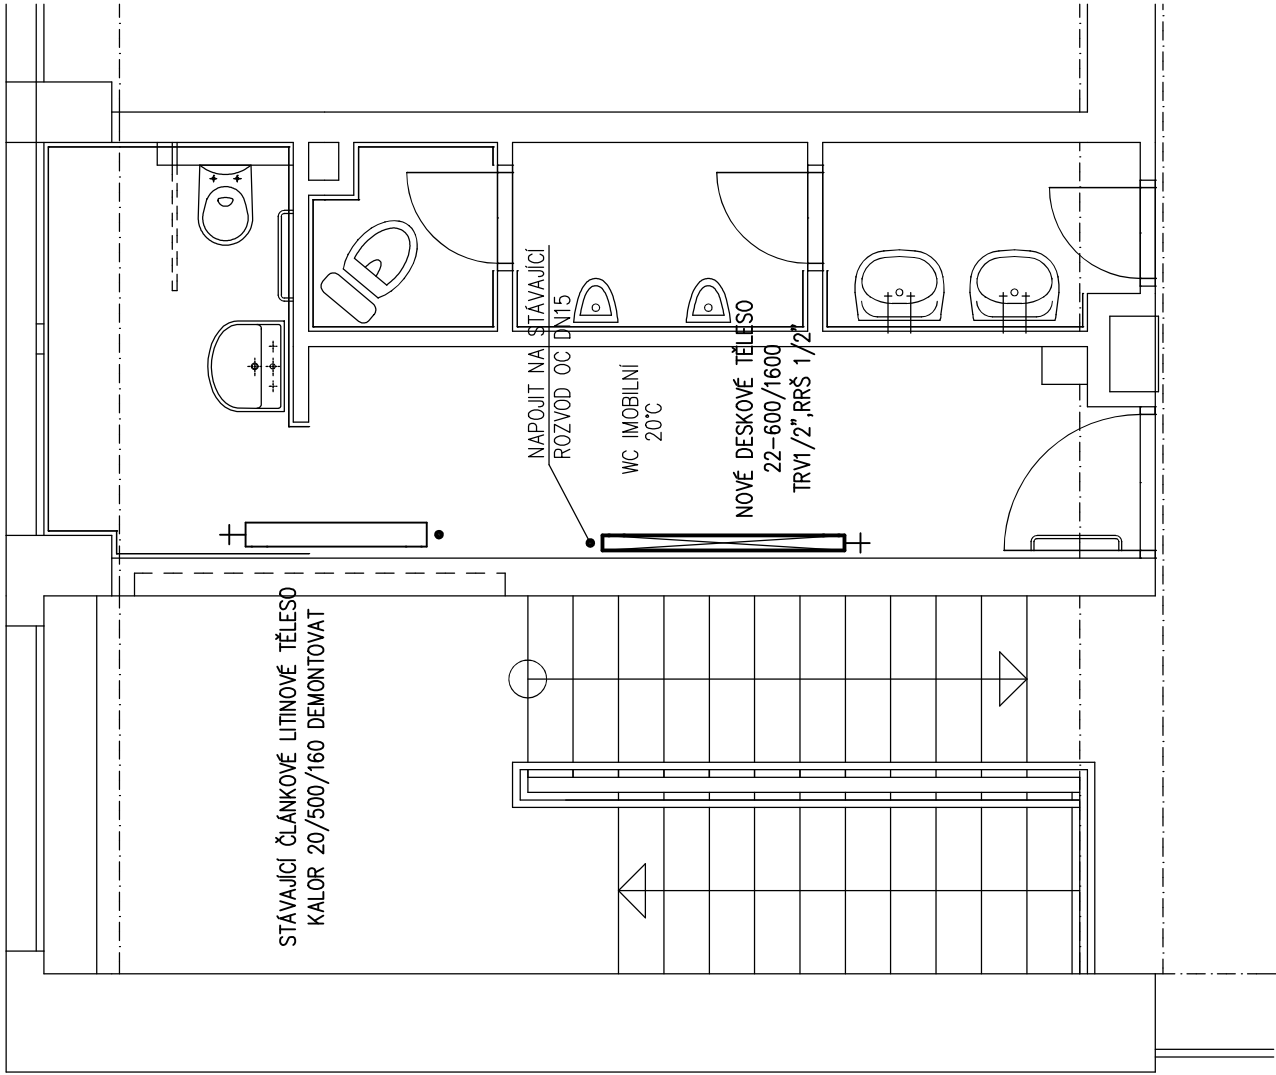 STÁVAJÍCÍ ČLÁNKOVÉ LITINOVÉ TĚLESO
KALOR 20/500/160 DEMONTOVAT
NAPOJIT NA STÁVAJÍCÍ
ROZVOD OC DN15
WC IMOBILNÍ
20°C
NOVÉ DESKOVÉ TĚLESO
22-600/1600
TRV1/2",RRŠ 1/2"